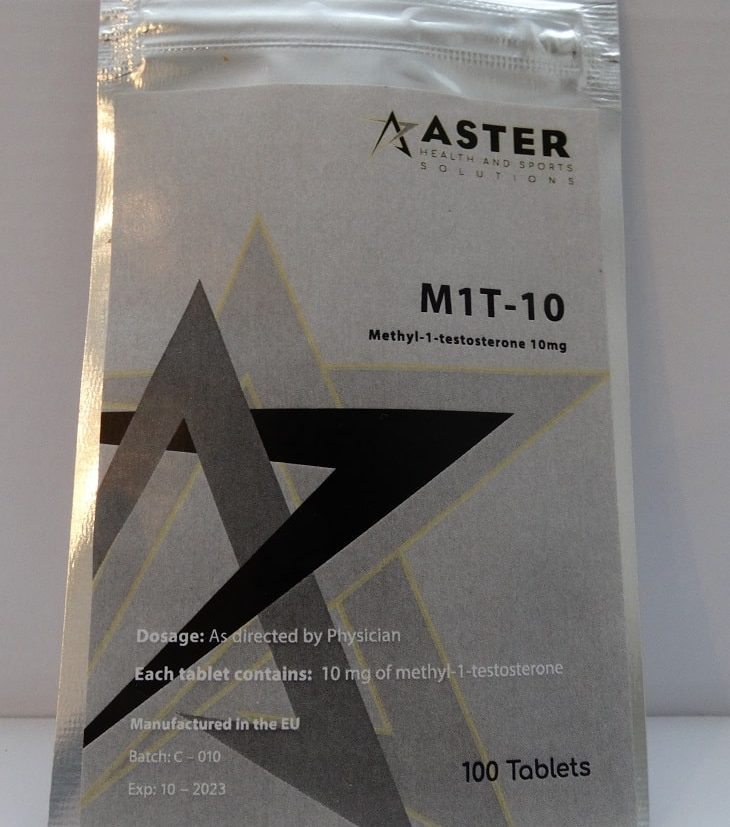 ASTER
HEALTH AND SPORTS
SOLUTIONS
M1T-10
Methyl-1-testosterone 10mg
Dosage: As directed by Physician
Each tablet contains: 10 mg of methyl-1-testosterone
Manufactured in the EU
Batch: C – 010
Exp: 10 – 2023
100 Tablets